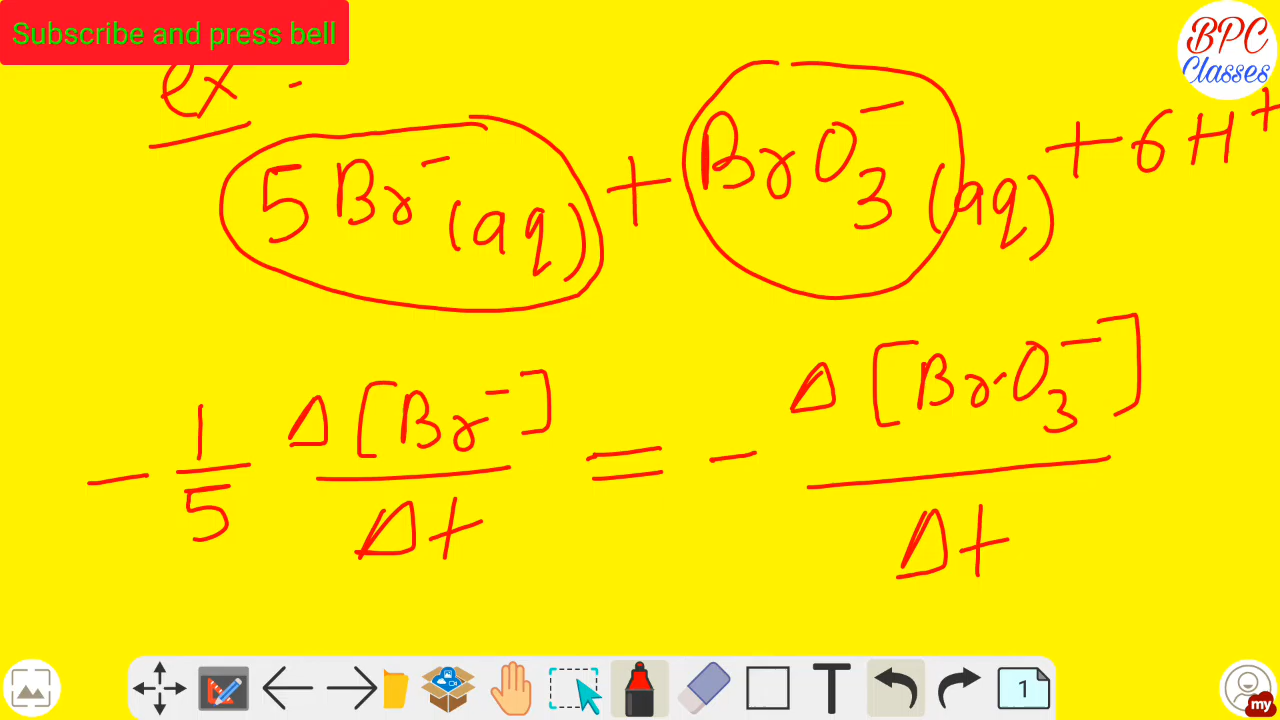 Subscribe and press bell
BPC
Classes
ex -
5Br⁻(aq) + BrO₃⁻(aq) + 6H⁺
- 1/5 Δ[Br⁻]/Δt = - Δ[BrO₃⁻]/Δt
T
1
my